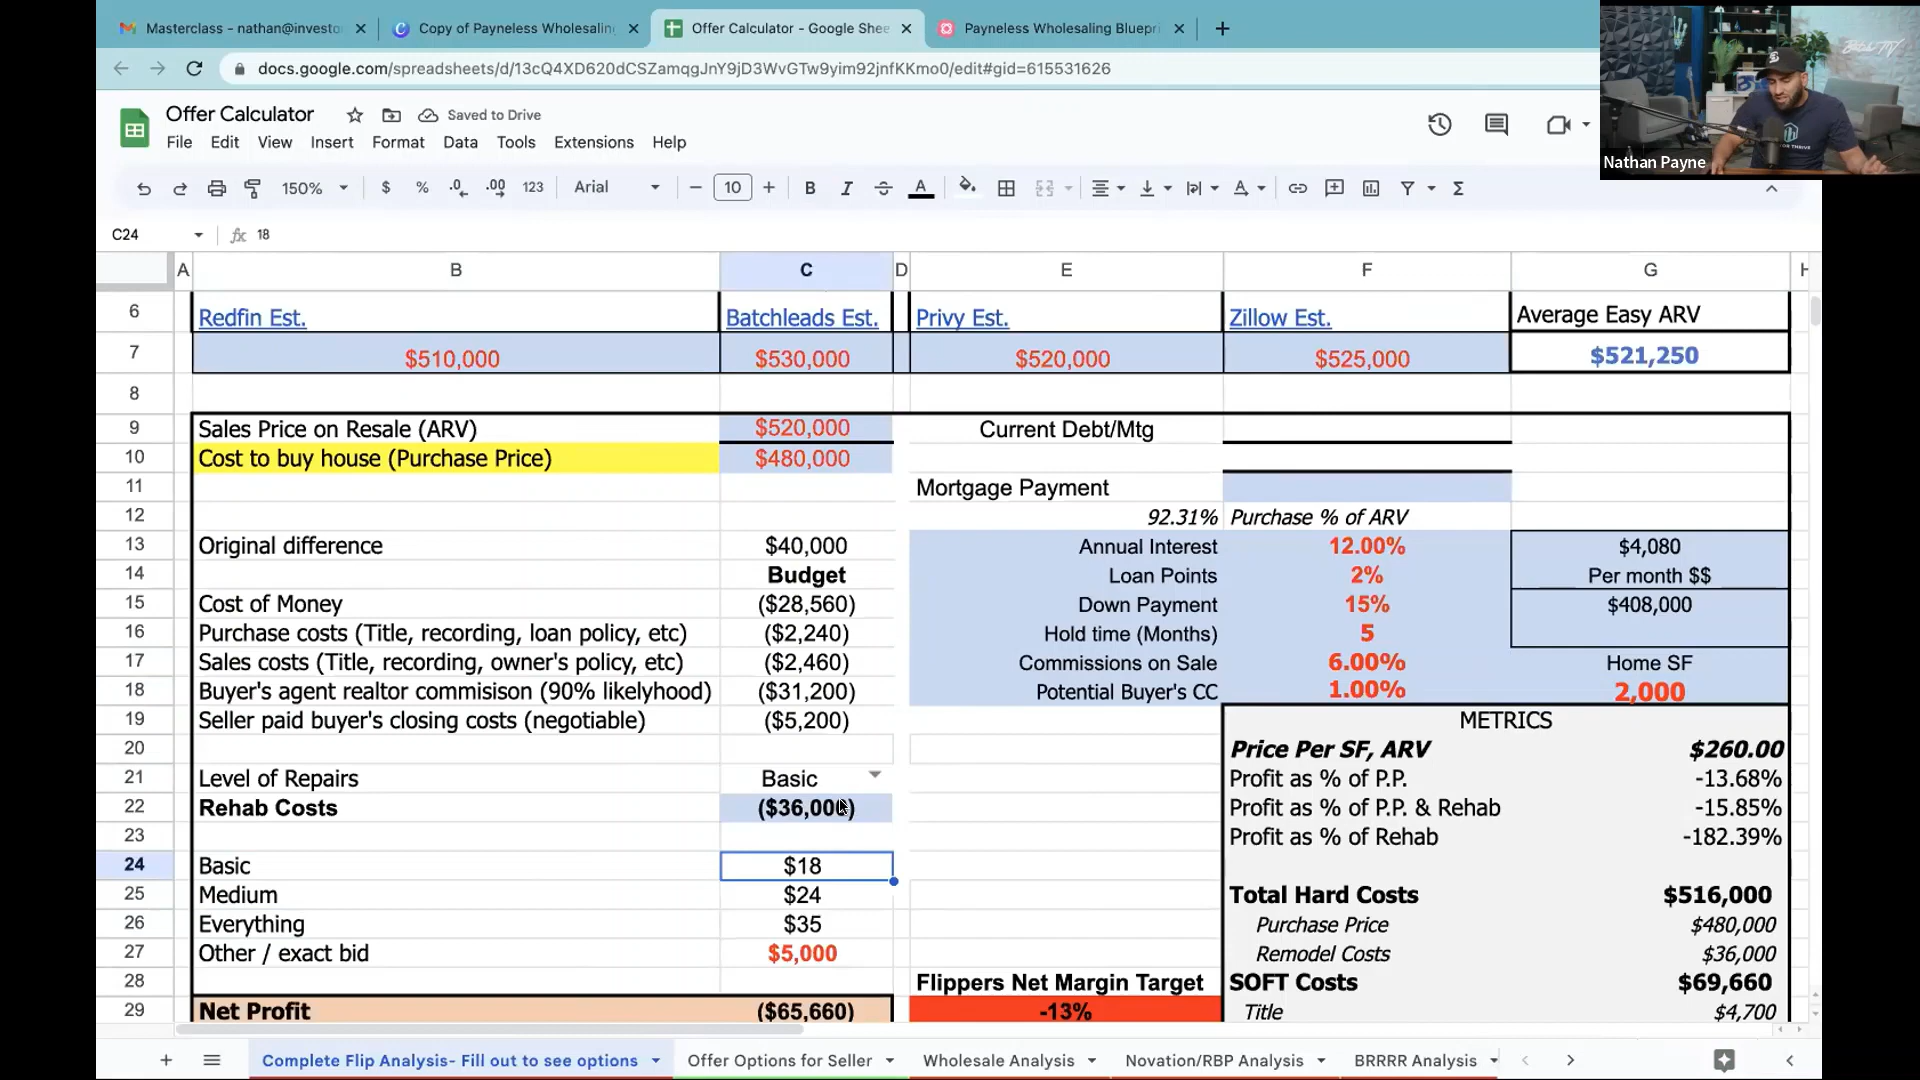 Masterclass - nathan@investo
Copy of Payneless Wholesalin
Offer Calculator - Google Shee
Payneless Wholesaling Bluepri
docs.google.com/spreadsheets/d/13cQ4XD620dCSZamqgJnY9jD3WvGTw9yim92jnfKKmo0/edit#gid=615531626
Nathan Payne
Offer Calculator
Saved to Drive
File Edit View Insert Format Data Tools Extensions Help
150% $ % .0 .00 123 Arial 10 B I A
C24 fx 18
A B C D E F G H
6 Redfin Est. Batchleads Est. Privy Est. Zillow Est. Average Easy ARV
7 $510,000 $530,000 $520,000 $525,000 $521,250
8
9 Sales Price on Resale (ARV) $520,000 Current Debt/Mtg
10 Cost to buy house (Purchase Price) $480,000
11 Mortgage Payment
12 92.31% Purchase % of ARV
13 Original difference $40,000 Annual Interest 12.00% $4,080
14 Budget Loan Points 2% Per month $$
15 Cost of Money ($28,560) Down Payment 15% $408,000
16 Purchase costs (Title, recording, loan policy, etc) ($2,240) Hold time (Months) 5
17 Sales costs (Title, recording, owner's policy, etc) ($2,460) Commissions on Sale 6.00% Home SF
18 Buyer's agent realtor commisison (90% likelyhood) ($31,200) Potential Buyer's CC 1.00% 2,000
19 Seller paid buyer's closing costs (negotiable) ($5,200) METRICS
20 Price Per SF, ARV $260.00
21 Level of Repairs Basic Profit as % of P.P. -13.68%
22 Rehab Costs ($36,000) Profit as % of P.P. & Rehab -15.85%
23 Profit as % of Rehab -182.39%
24 Basic $18
25 Medium $24 Total Hard Costs $516,000
26 Everything $35 Purchase Price $480,000
27 Other / exact bid $5,000 Remodel Costs $36,000
28 Flippers Net Margin Target SOFT Costs $69,660
29 Net Profit ($65,660) -13% Title $4,700
Complete Flip Analysis- Fill out to see options Offer Options for Seller Wholesale Analysis Novation/RBP Analysis BRRRR Analysis